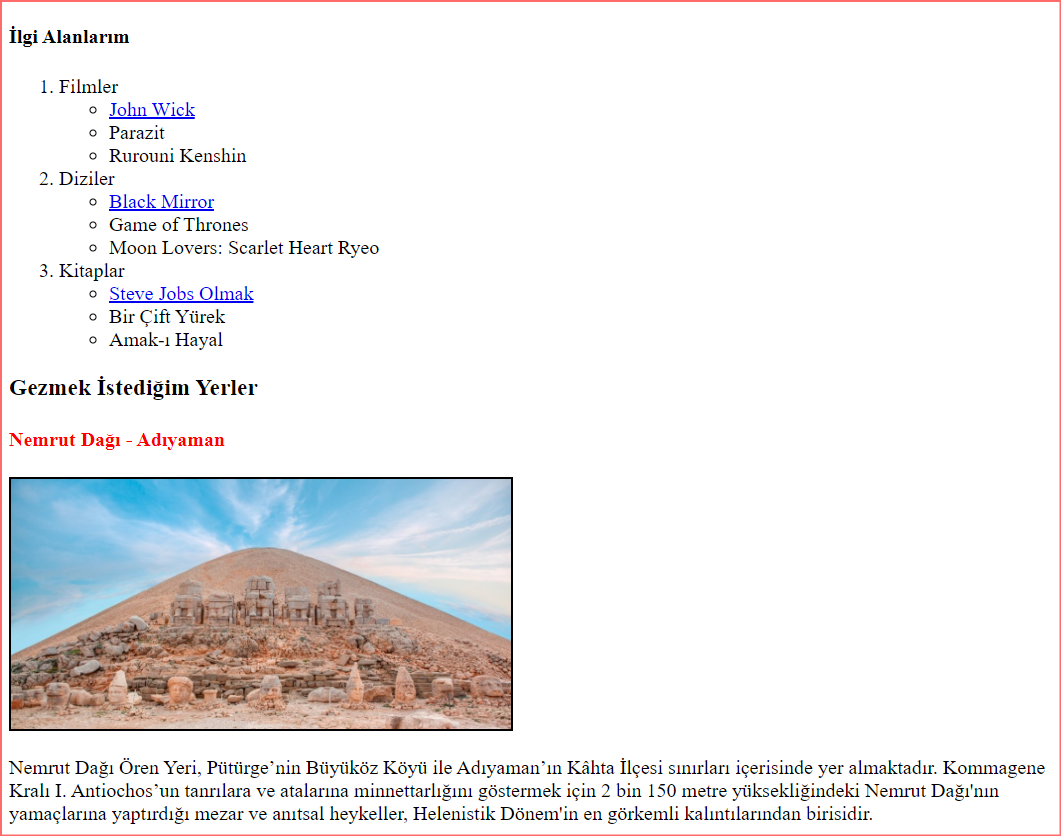 İlgi Alanlarım
1. Filmler
John Wick
Parazit
Rurouni Kenshin
2. Diziler
Black Mirror
Game of Thrones
Moon Lovers: Scarlet Heart Ryeo
3. Kitaplar
Steve Jobs Olmak
Bir Çift Yürek
Amak-ı Hayal
Gezmek İstediğim Yerler
Nemrut Dağı - Adıyaman
Nemrut Dağı Ören Yeri, Pütürge’nin Büyüköz Köyü ile Adıyaman’ın Kâhta İlçesi sınırları içerisinde yer almaktadır. Kommagene
Kralı I. Antiochos’un tanrılara ve atalarına minnettarlığını göstermek için 2 bin 150 metre yüksekliğindeki Nemrut Dağı'nın
yamaçlarına yaptırdığı mezar ve anıtsal heykeller, Helenistik Dönem'in en görkemli kalıntılarından birisidir.